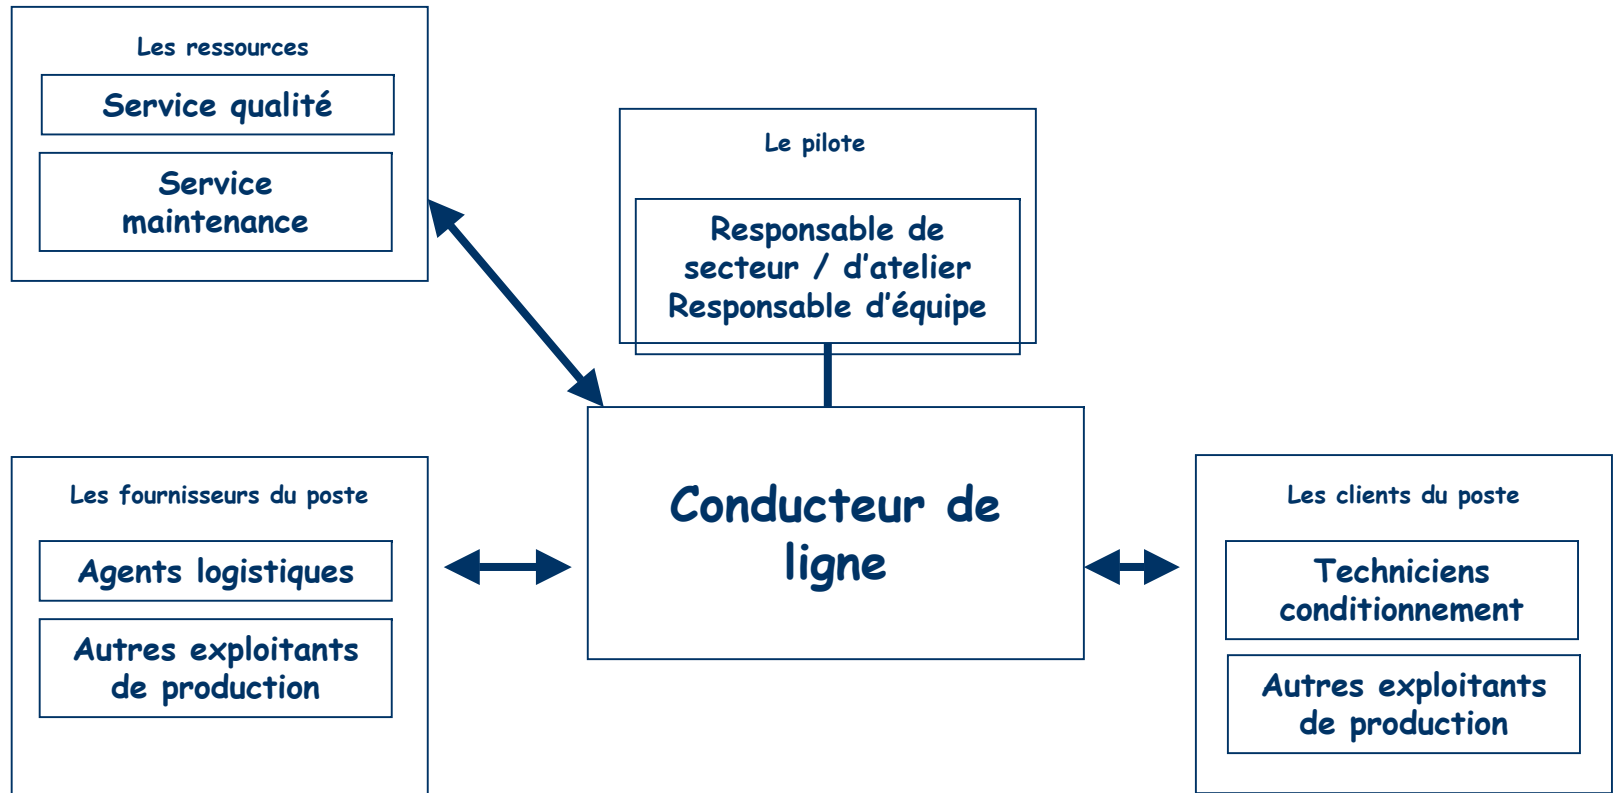 Les ressources
Service qualité
Service
maintenance
Le pilote
Responsable de
secteur / d’atelier
Responsable d’équipe
Conducteur de
ligne
Les fournisseurs du poste
Agents logistiques
Autres exploitants
de production
Les clients du poste
Techniciens
conditionnement
Autres exploitants
de production